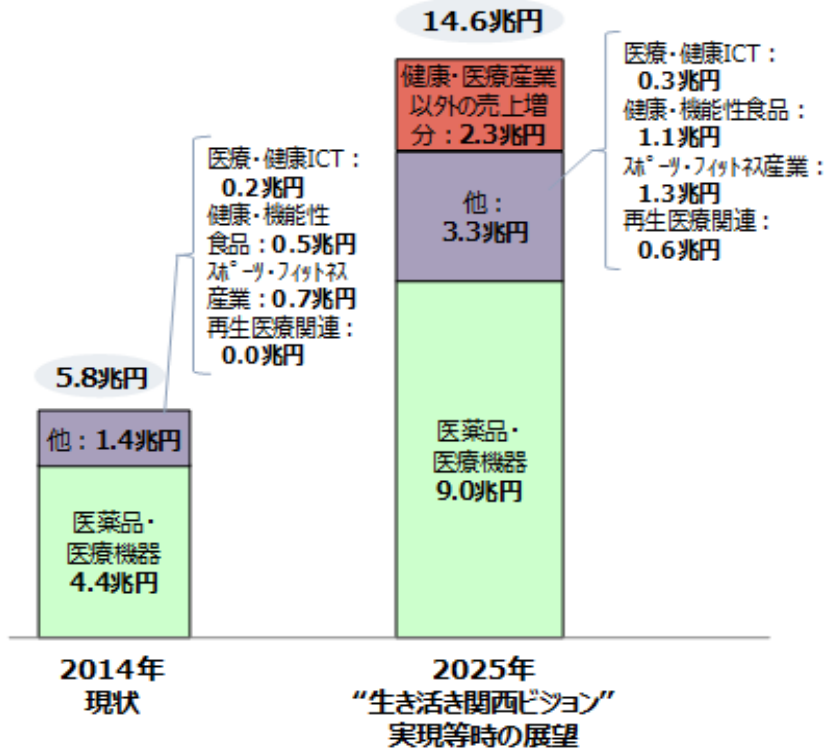 14.6兆円
健康・医療産業
以外の売上増
分：2.3兆円
他：
3.3兆円
医薬品・
医療機器
9.0兆円
医療・健康ICT：
0.3兆円
健康・機能性食品：
1.1兆円
ｽﾎﾟｰﾂ・ﾌｨｯﾄﾈｽ産業：
1.3兆円
再生医療関連：
0.6兆円
医療・健康ICT：
0.2兆円
健康・機能性
食品：0.5兆円
ｽﾎﾟｰﾂ・ﾌｨｯﾄﾈｽ
産業：0.7兆円
再生医療関連：
0.0兆円
5.8兆円
他：1.4兆円
医薬品・
医療機器
4.4兆円
2014年
現状
2025年
“生き活き関西ビジョン”
実現等時の展望